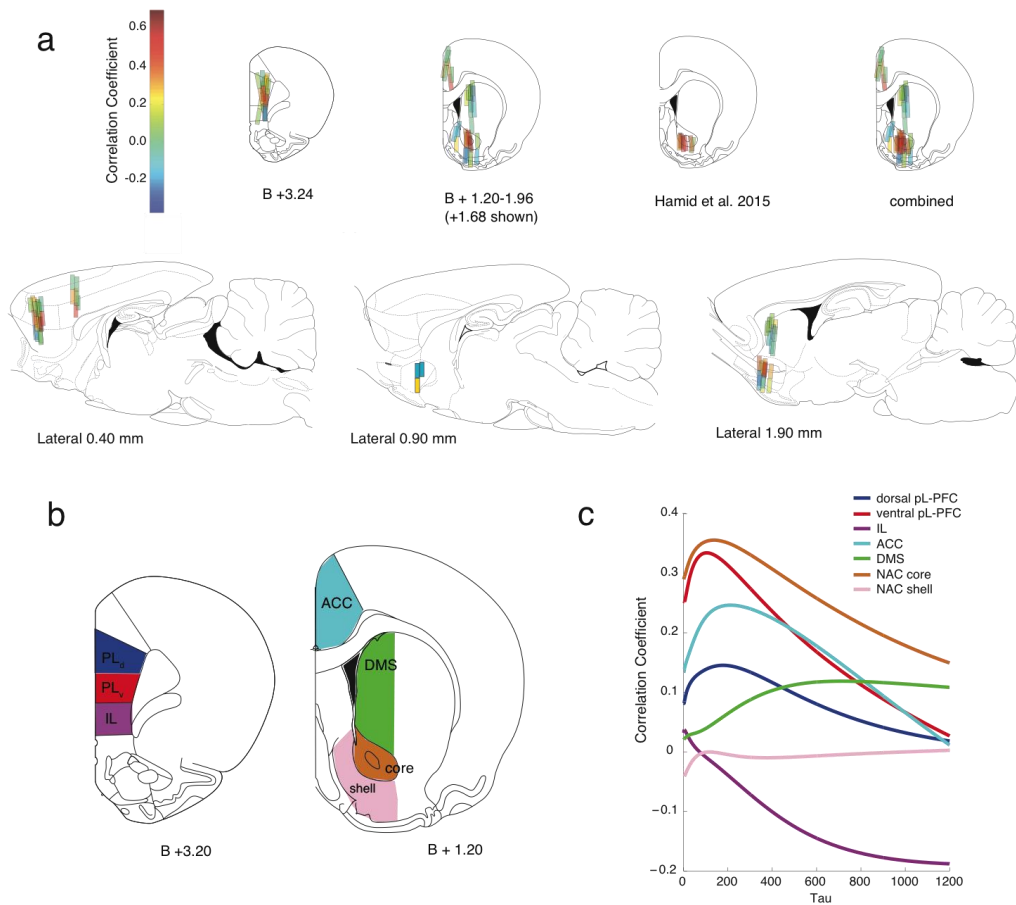 a
Correlation Coefficient
0.6
0.4
0.2
0.0
-0.2
B +3.24
B + 1.20-1.96
(+1.68 shown)
Hamid et al. 2015
combined
Lateral 0.40 mm
Lateral 0.90 mm
Lateral 1.90 mm
b
PLd
PLv
IL
B +3.20
ACC
DMS
core
shell
B + 1.20
c
dorsal pL-PFC
ventral pL-PFC
IL
ACC
DMS
NAC core
NAC shell
Correlation Coefficient
0.4
0.3
0.2
0.1
0
−0.1
−0.2
0 200 400 600 800 1000 1200
Tau